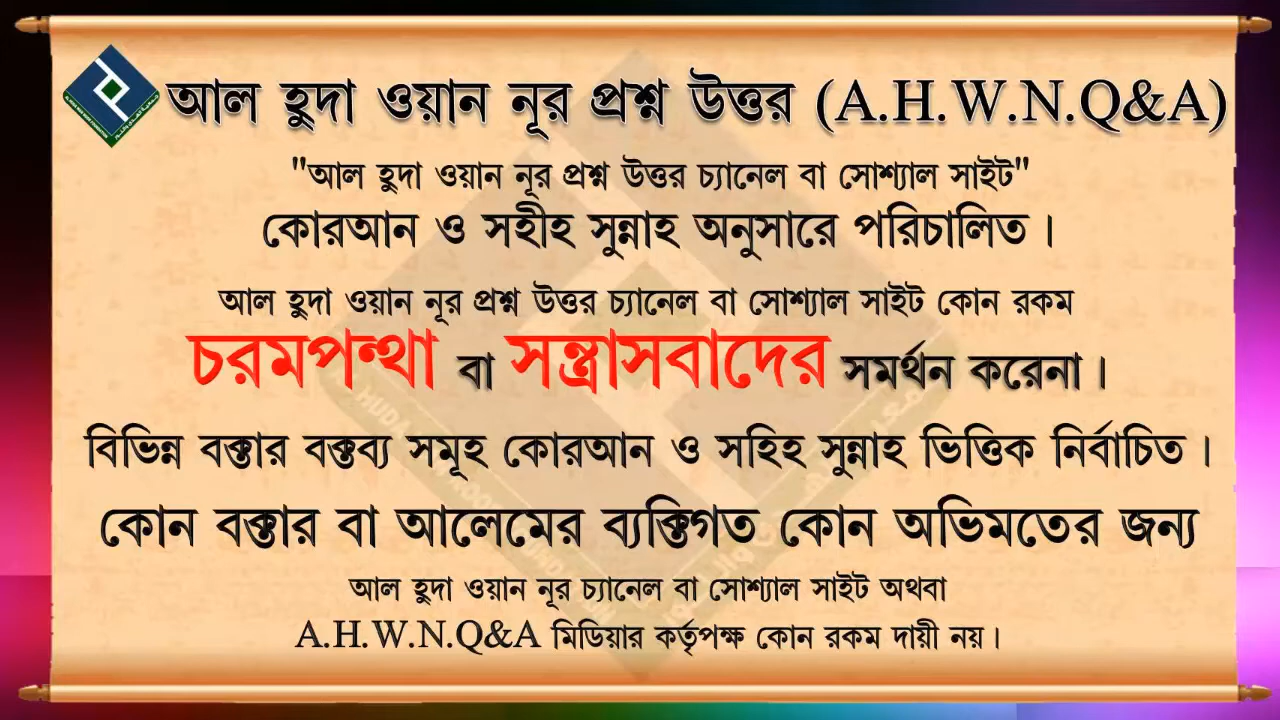 আল হুদা ওয়ান নূর প্রশ্ন উত্তর (A.H.W.N.Q&A)
"আল হুদা ওয়ান নূর প্রশ্ন উত্তর চ্যানেল বা সোশ্যাল সাইট"
কোরআন ও সহীহ সুন্নাহ অনুসারে পরিচালিত।
আল হুদা ওয়ান নূর প্রশ্ন উত্তর চ্যানেল বা সোশ্যাল সাইট কোন রকম
চরমপন্থা বা সন্ত্রাসবাদের সমর্থন করেনা।
বিভিন্ন বক্তার বক্তব্য সমূহ কোরআন ও সহিহ সুন্নাহ ভিত্তিক নির্বাচিত।
কোন বক্তার বা আলেমের ব্যক্তিগত কোন অভিমতের জন্য
আল হুদা ওয়ান নূর চ্যানেল বা সোশ্যাল সাইট অথবা
A.H.W.N.Q&A মিডিয়ার কর্তৃপক্ষ কোন রকম দায়ী নয়।